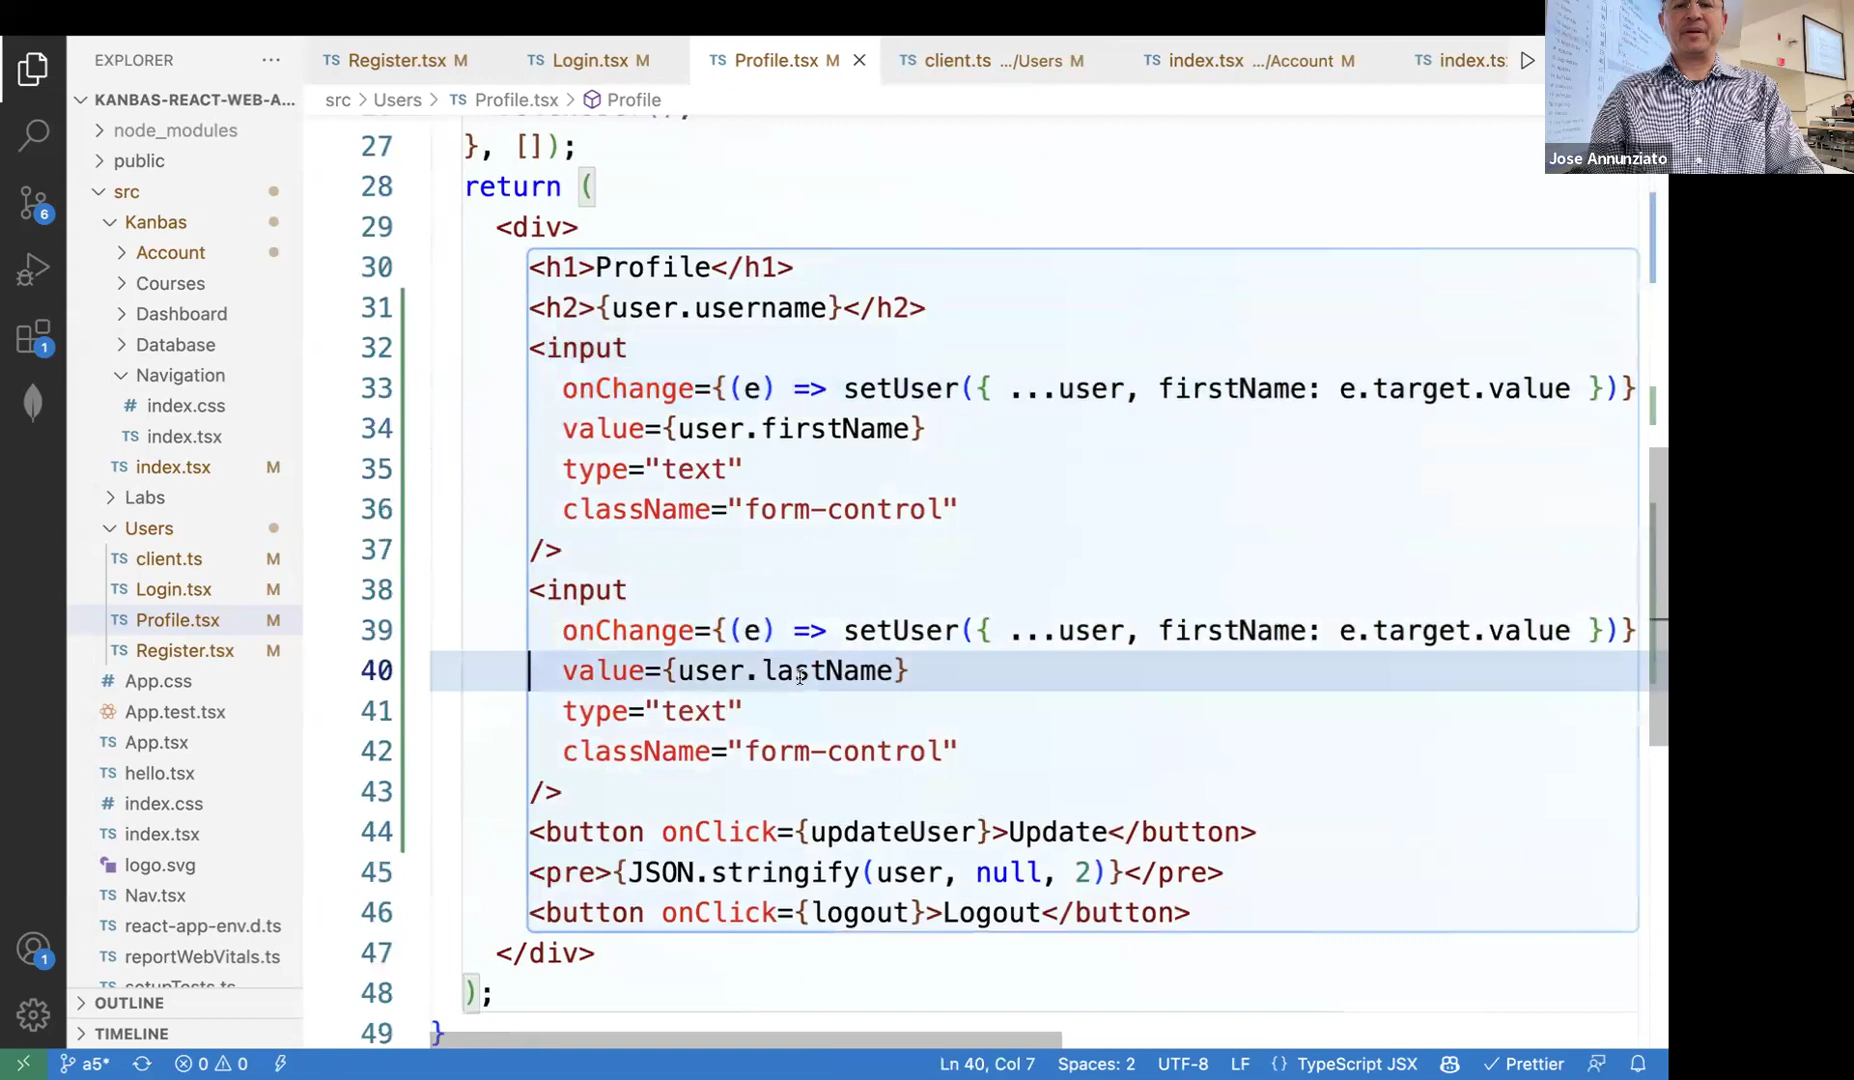 EXPLORER
KANBAS-REACT-WEB-A...
node_modules
public
src
Kanbas
Account
Courses
Dashboard
Database
Navigation
# index.css
TS index.tsx
TS index.tsx M
Labs
Users
TS client.ts M
TS Login.tsx M
TS Profile.tsx M
TS Register.tsx M
# App.css
App.test.tsx
TS App.tsx
TS hello.tsx
# index.css
TS index.tsx
logo.svg
TS Nav.tsx
TS react-app-env.d.ts
TS reportWebVitals.ts
OUTLINE
TIMELINE
6
1
1
TS Register.tsx M
TS Login.tsx M
TS Profile.tsx M
TS client.ts .../Users M
TS index.tsx .../Account M
TS index.ts
src > Users > TS Profile.tsx > Profile
Jose Annunziato
27 }, []);
28 return (
29 <div>
30 <h1>Profile</h1>
31 <h2>{user.username}</h2>
32 <input
33 onChange={(e) => setUser({ ...user, firstName: e.target.value })}
34 value={user.firstName}
35 type="text"
36 className="form-control"
37 />
38 <input
39 onChange={(e) => setUser({ ...user, firstName: e.target.value })}
40 value={user.lastName}
41 type="text"
42 className="form-control"
43 />
44 <button onClick={updateUser}>Update</button>
45 <pre>{JSON.stringify(user, null, 2)}</pre>
46 <button onClick={logout}>Logout</button>
47 </div>
48 );
49 }
a5* 0 0 Ln 40, Col 7 Spaces: 2 UTF-8 LF {} TypeScript JSX Prettier